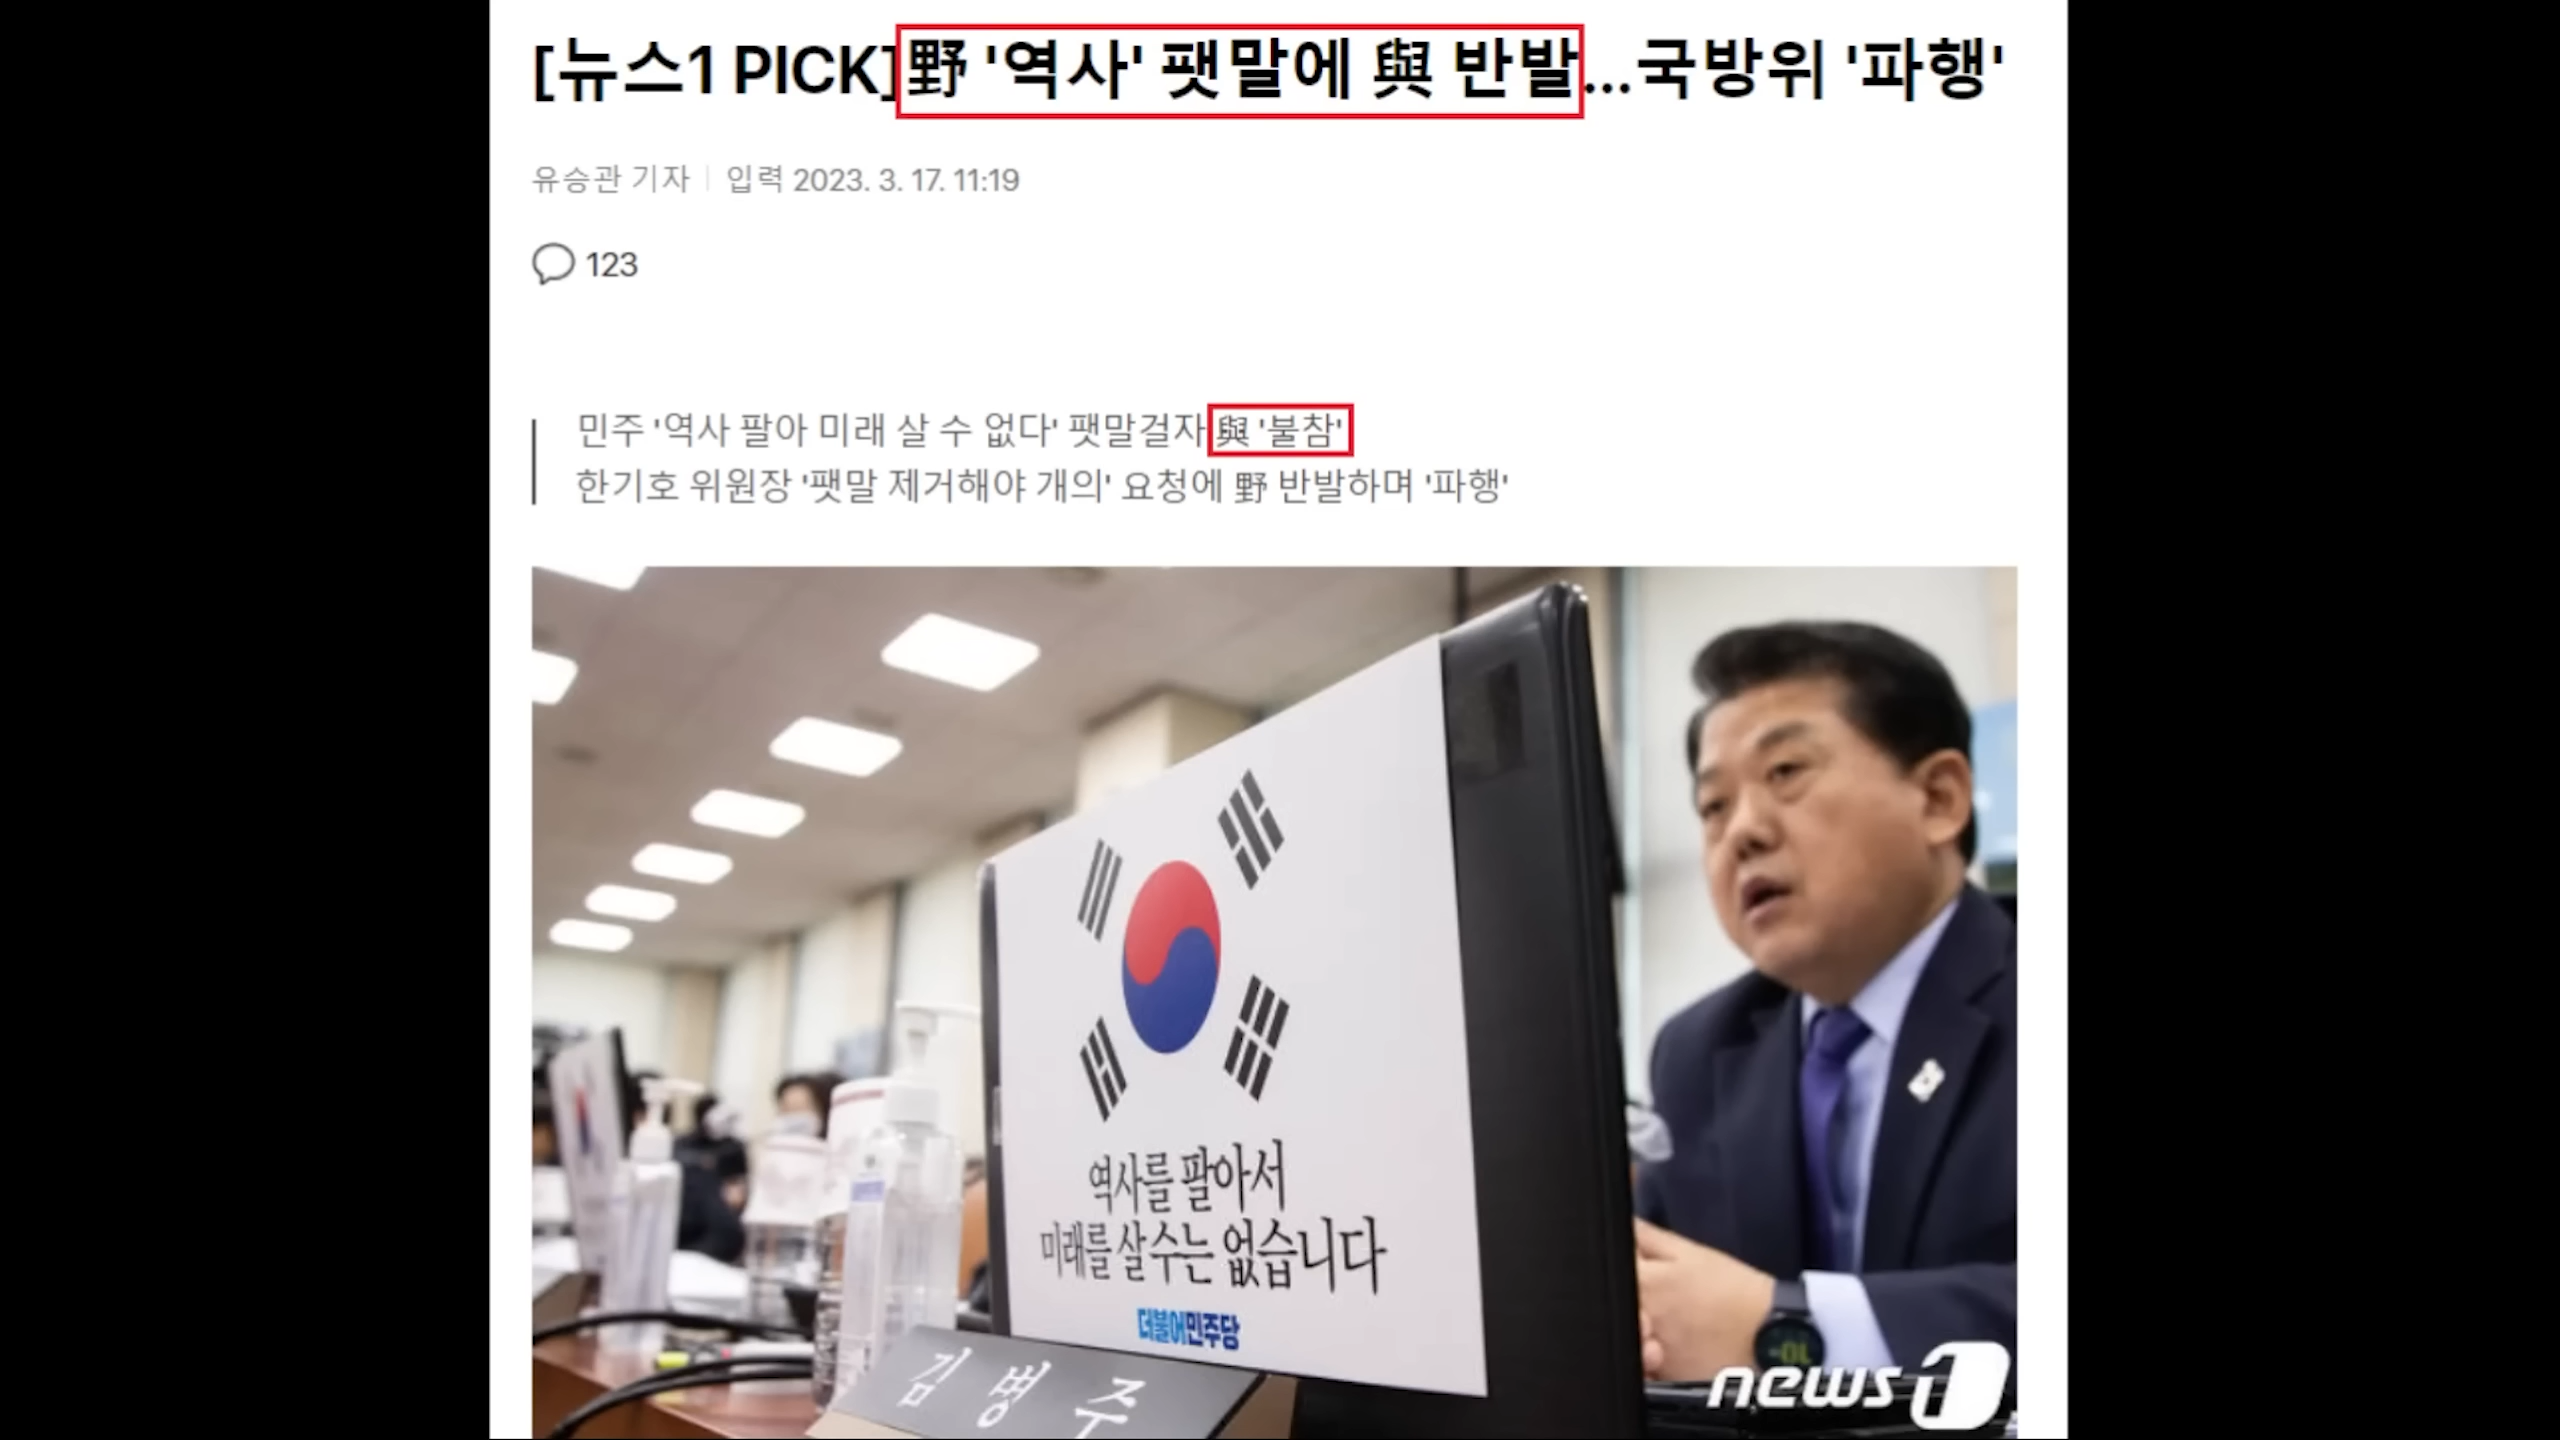 [뉴스1 PICK]野 '역사' 팻말에 與 반발...국방위 '파행'
유승관 기자 | 입력 2023. 3. 17. 11:19
123
민주 '역사 팔아 미래 살 수 없다' 팻말걸자 與 '불참'
한기호 위원장 '팻말 제거해야 개의' 요청에 野 반발하며 '파행'
역사를 팔아서
미래를 살 수는 없습니다
더불어민주당
김병주
news1